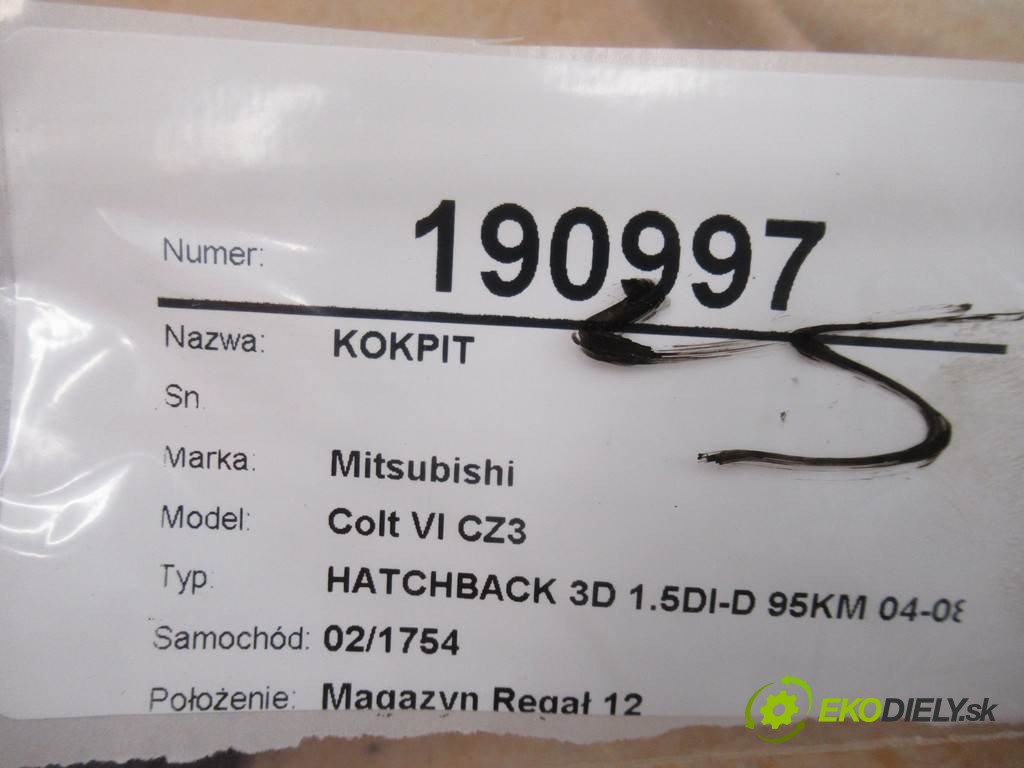 Numer: 190997
Nazwa: KOKPIT
Sn
Marka: Mitsubishi
Model: Colt VI CZ3
Typ: HATCHBACK 3D 1.5DI-D 95KM 04-08
Samochód: 02/1754
Położenie: Magazyn Regał 12
EKODIELY.sk